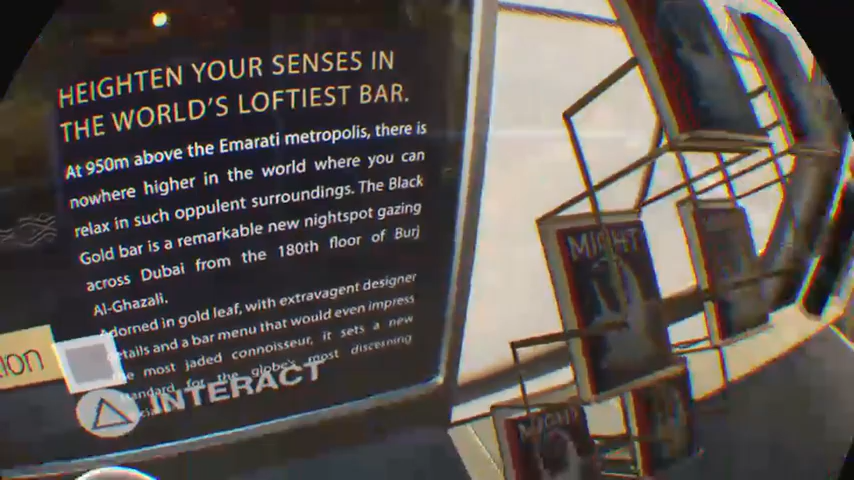 HEIGHTEN YOUR SENSES IN
THE WORLD'S LOFTIEST BAR.
At 950m above the Emarati metropolis, there is
nowhere higher in the world where you can
relax in such oppulent surroundings. The Black
Gold bar is a remarkable new nightspot gazing
across Dubai from the 180th floor of Burj
Al-Ghazali.
Adorned in gold leaf, with extravagent designer
etails and a bar menu that would even impress
the most jaded connoisseur, it sets a new
standard for the globe's most discerning
INTERACT
MIGHT
MIGHT